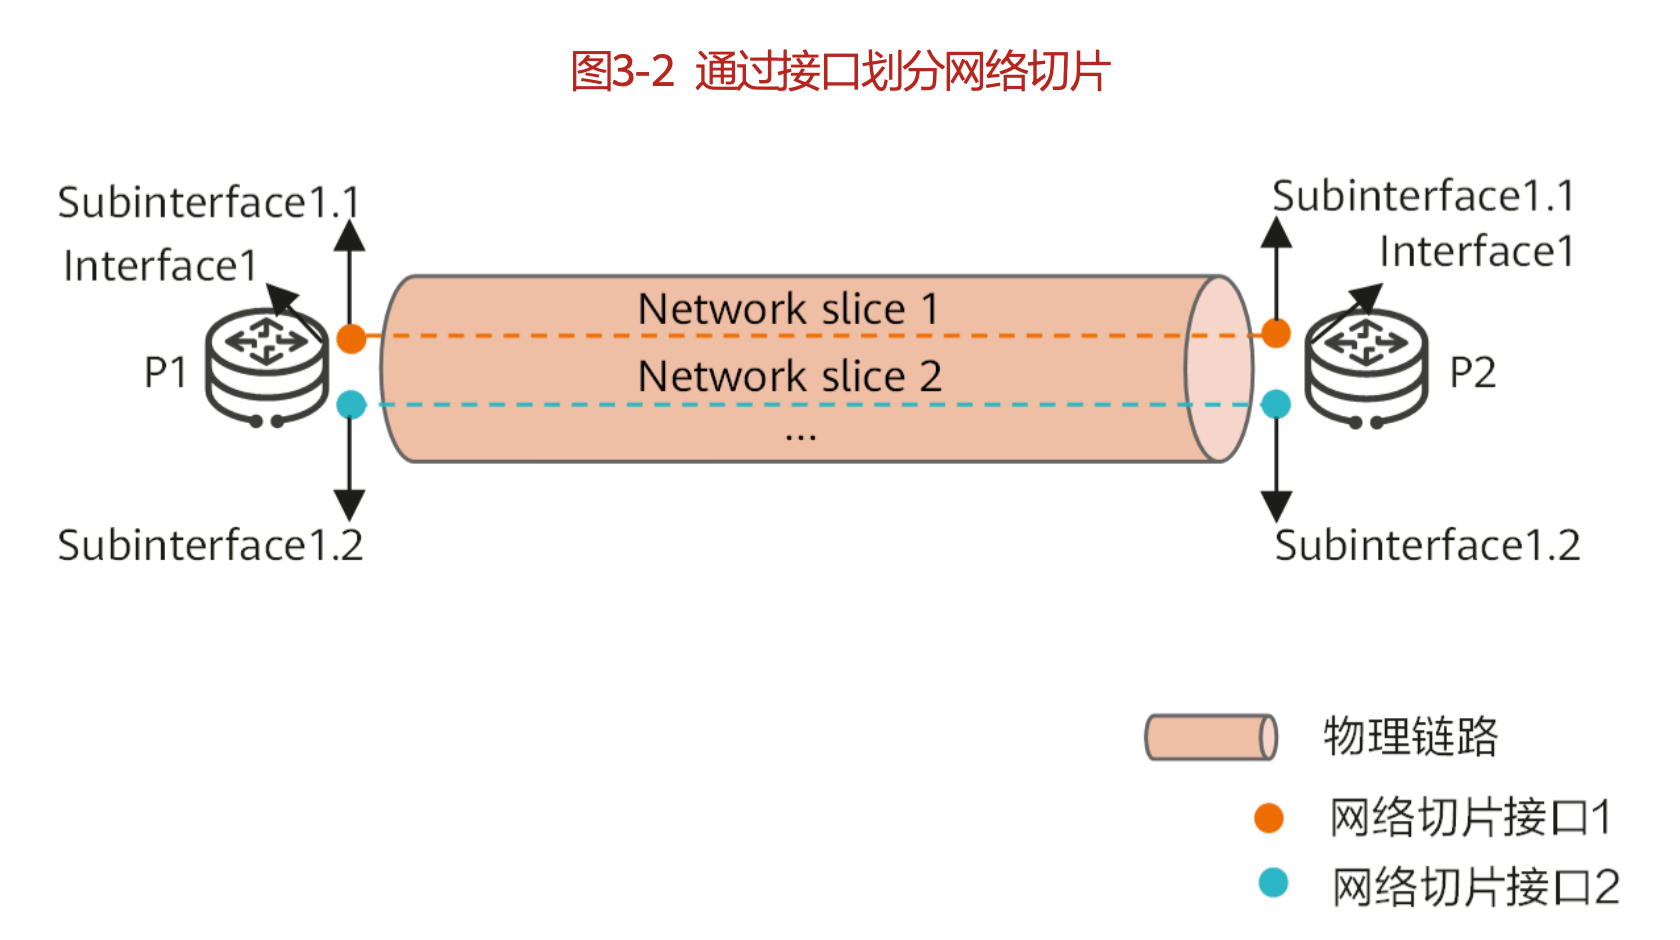 图3-2 通过接口划分网络切片
Subinterface1.1
Subinterface1.1
Interface1
Interface1
Network slice 1
P1
Network slice 2
P2
...
Subinterface1.2
Subinterface1.2
物理链路
网络切片接口1
网络切片接口2